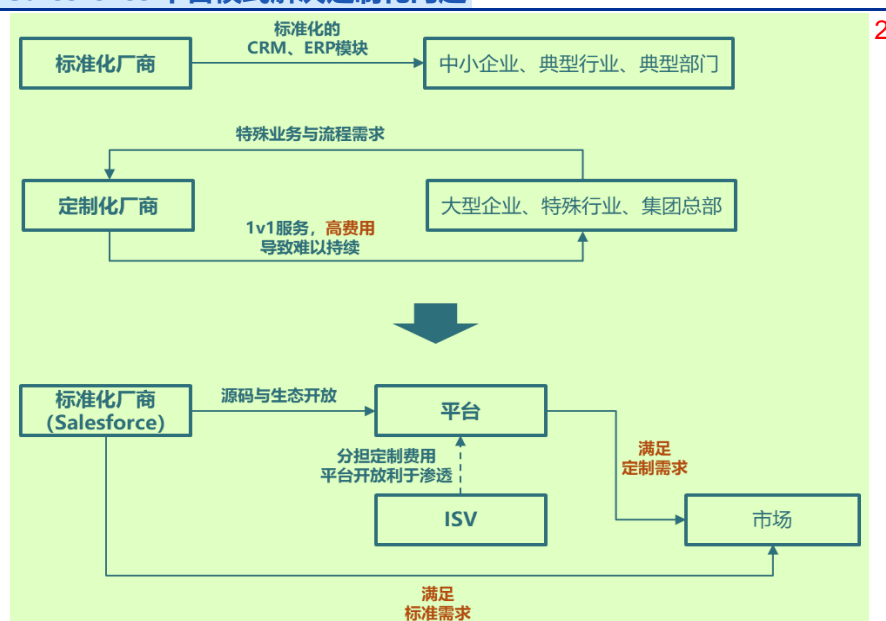 2
标准化的
CRM、ERP模块
标准化厂商
中小企业、典型行业、典型部门
特殊业务与流程需求
定制化厂商
大型企业、特殊行业、集团总部
1v1服务，高费用
导致难以持续
标准化厂商
（Salesforce）
源码与生态开放
平台
分担定制费用
平台开放利于渗透
满足
定制需求
ISV
市场
满足
标准需求